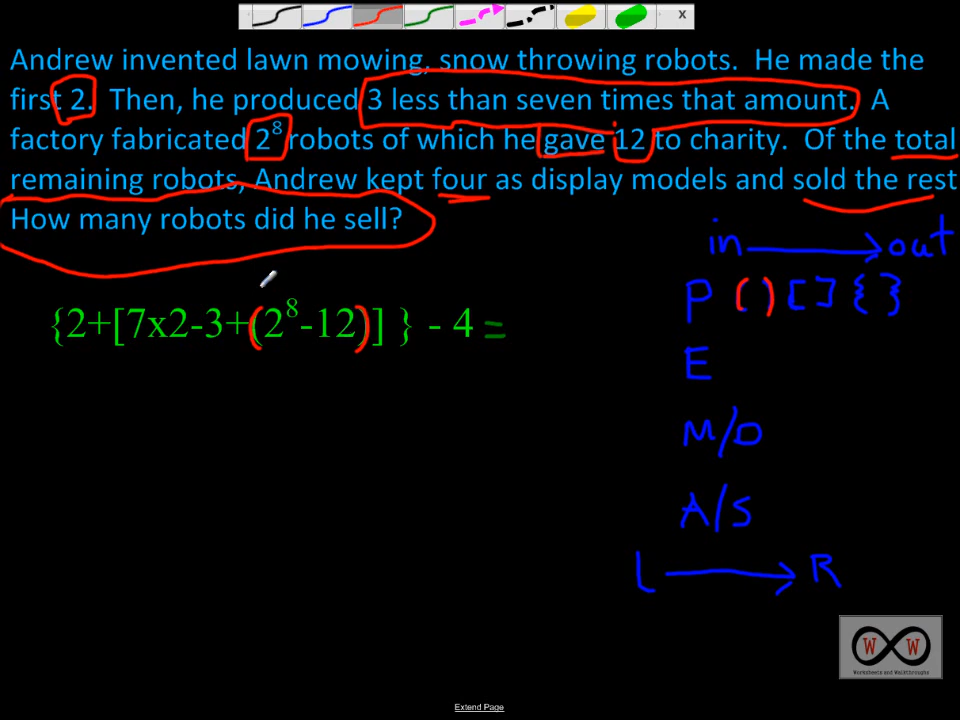 x
Andrew invented lawn mowing, snow throwing robots. He made the
first 2. Then, he produced 3 less than seven times that amount. A
factory fabricated 2⁸ robots of which he gave 12 to charity. Of the total
remaining robots, Andrew kept four as display models and sold the rest
How many robots did he sell?
in out
P ( ) [ ] { }
{2+[7x2-3+(2⁸-12)] } - 4 =
E
M/D
A/S
L R
W W
Worksheets and Walkthroughs
Extend Page